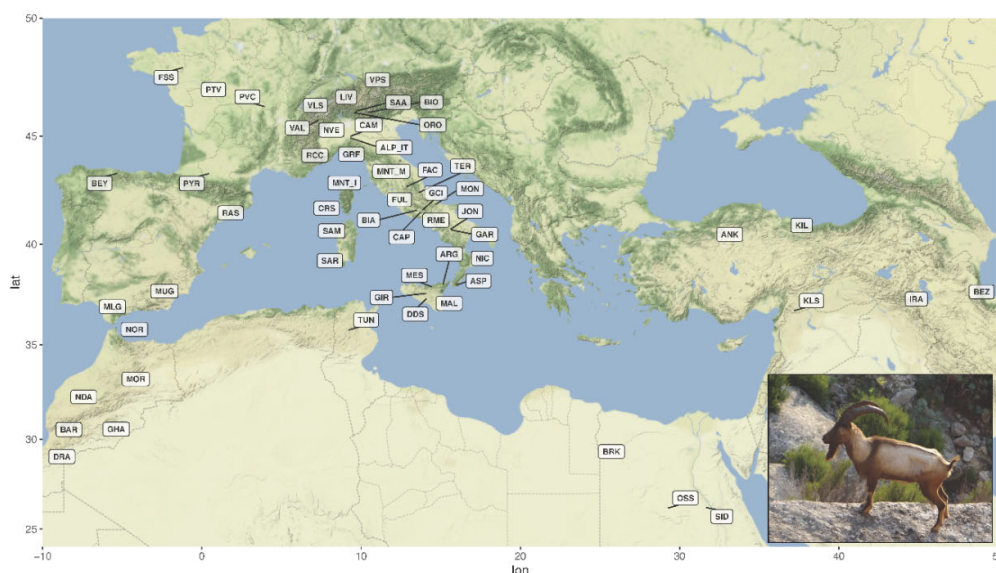 50
VPS
FSS
PTV
LIV
PVC
SAA
BIO
VLS
45
VAL
NVE
CAM
ORO
ALP_IT
RCC
GRF
MNT_M
FAC
TER
BEY
PYR
MNT_I
GCI
MON
FUL
CRS
RAS
BIA
RME
JON
SAM
CAP
GAR
ANK
KIL
40
lat
ARG
NIC
SAR
MES
ASP
MUG
GIR
MAL
BEZ
MLG
DDS
KLS
IRA
NOR
TUN
35
MOR
NDA
BAR
GHA
30
DRA
BRK
OSS
SID
25
−10
0
10
20
30
40
lon